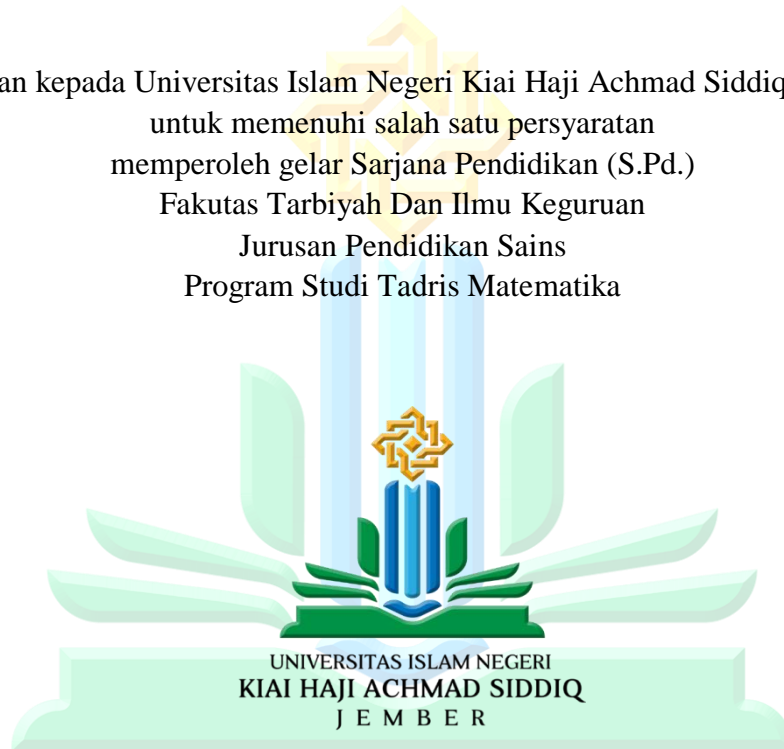 an kepada Universitas Islam Negeri Kiai Haji Achmad Siddiq
untuk memenuhi salah satu persyaratan
memperoleh gelar Sarjana Pendidikan (S.Pd.)
Fakutas Tarbiyah Dan Ilmu Keguruan
Jurusan Pendidikan Sains
Program Studi Tadris Matematika
UNIVERSITAS ISLAM NEGERI
KIAI HAJI ACHMAD SIDDIQ
JEMBER